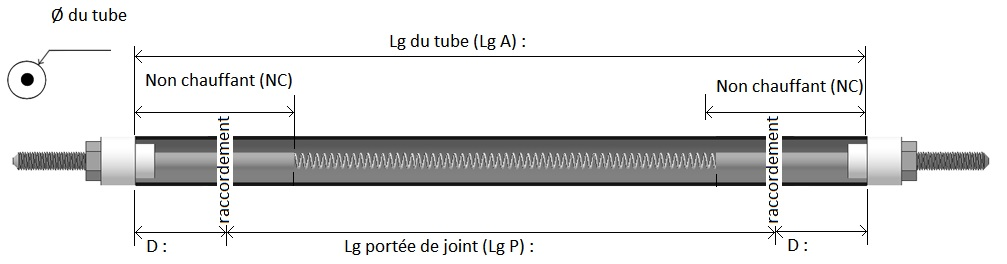 Ø du tube
Lg du tube (Lg A) :
Non chauffant (NC)
Non chauffant (NC)
raccordement
raccordement
D :
Lg portée de joint (Lg P) :
D :